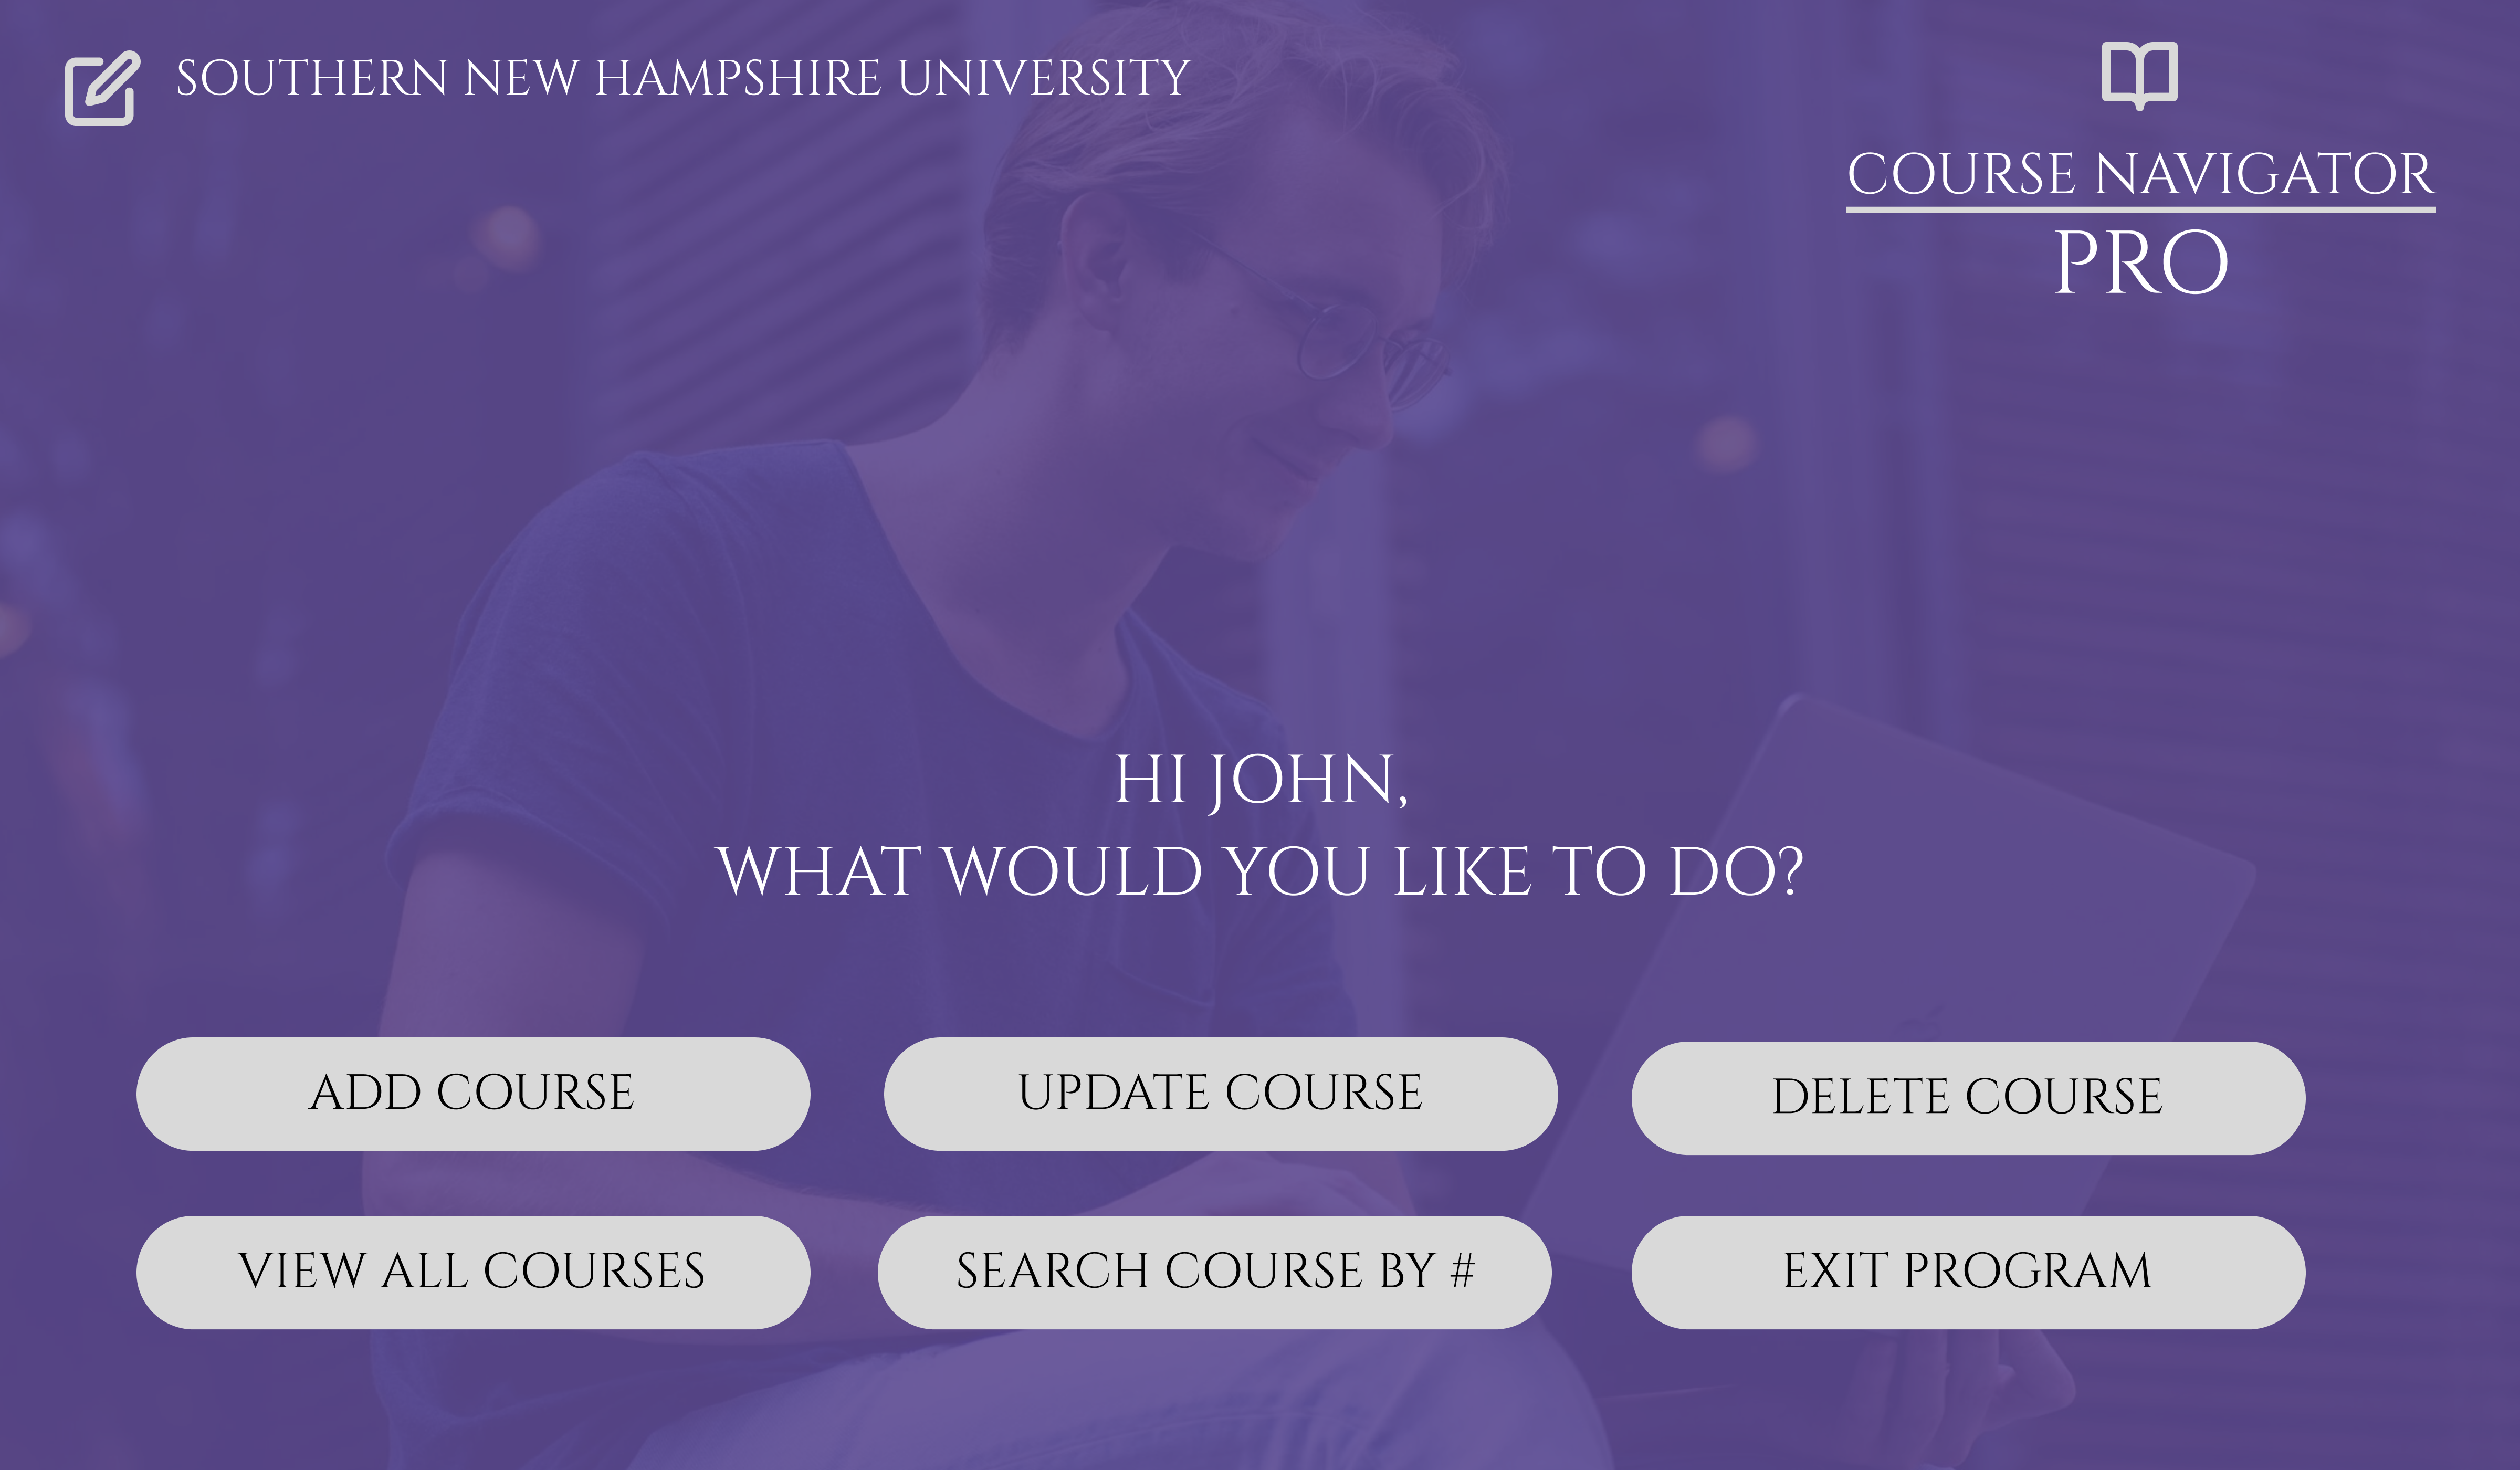 SOUTHERN NEW HAMPSHIRE UNIVERSITY
COURSE NAVIGATOR
PRO
HI JOHN,
WHAT WOULD YOU LIKE TO DO?
ADD COURSE
UPDATE COURSE
DELETE COURSE
VIEW ALL COURSES
SEARCH COURSE BY #
EXIT PROGRAM